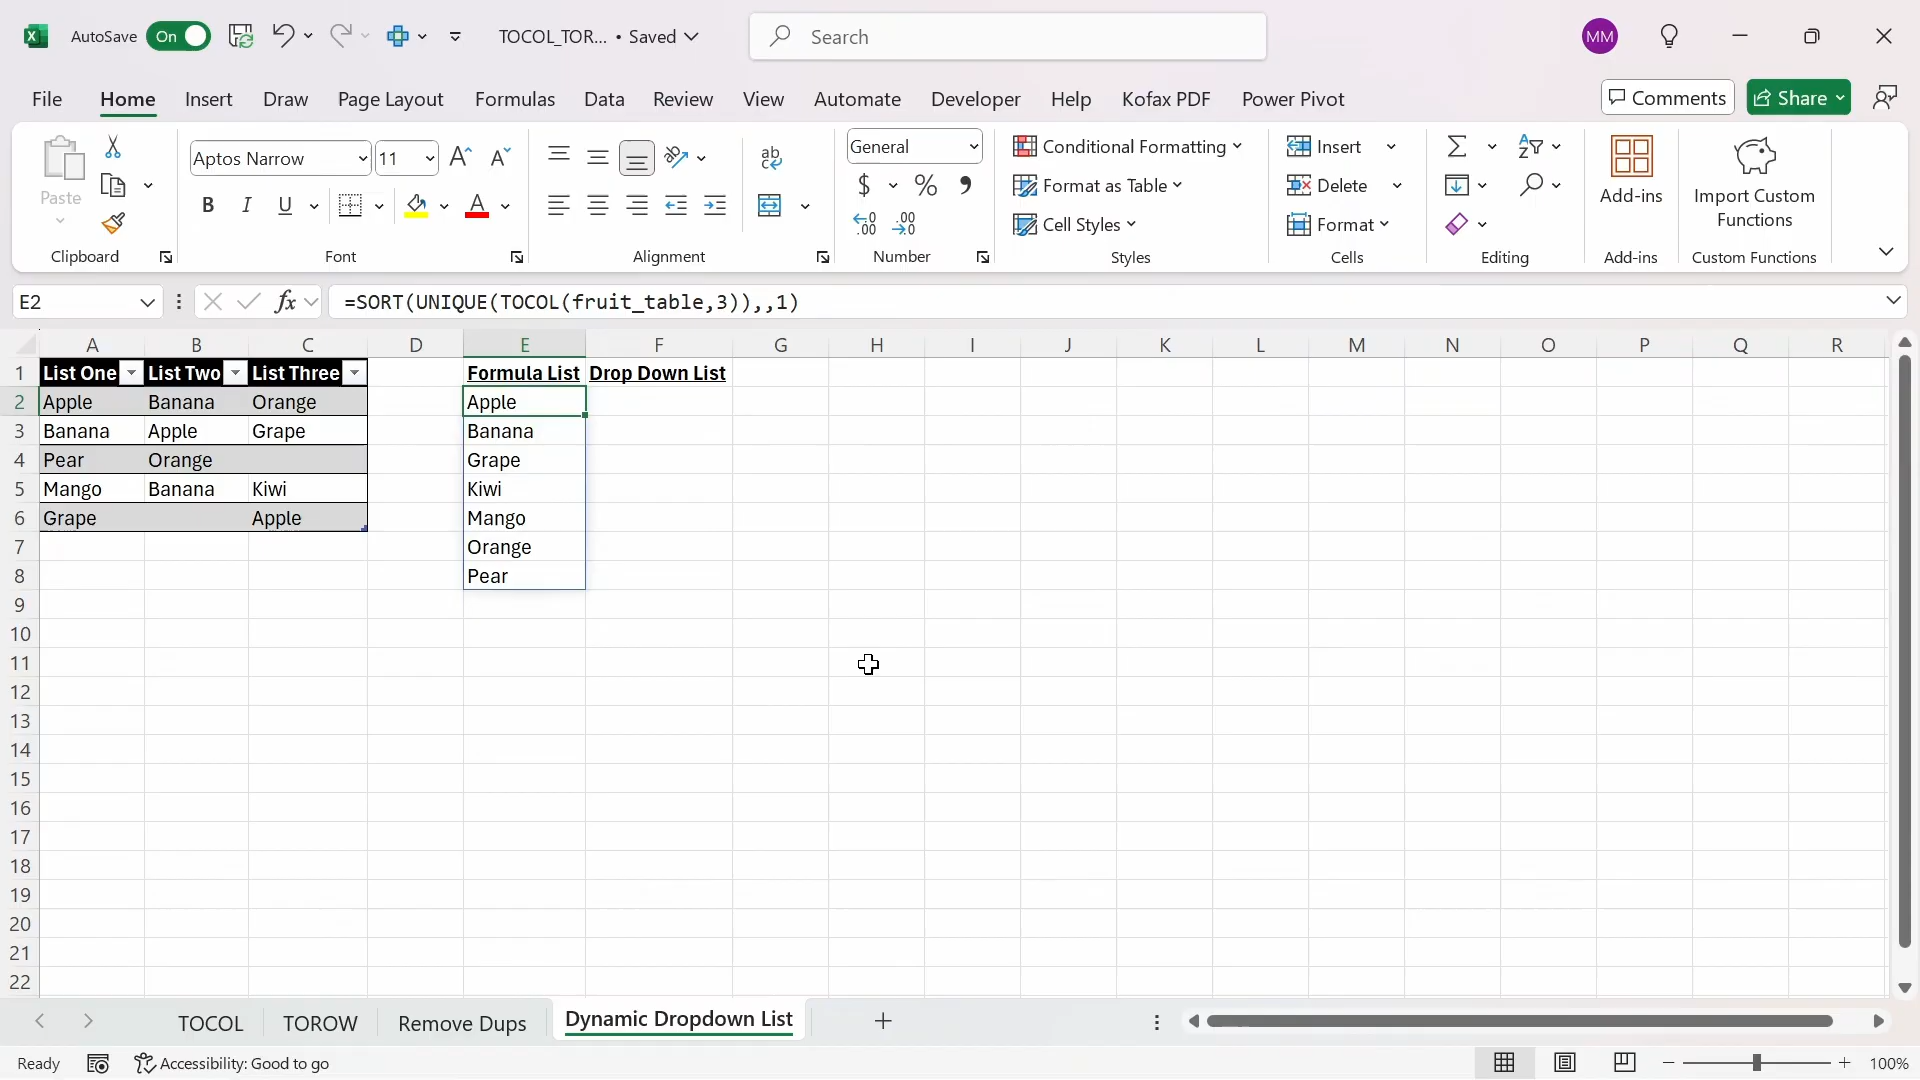 AutoSave On TOCOL_TOR... • Saved Search MM
File Home Insert Draw Page Layout Formulas Data Review View Automate Developer Help Kofax PDF Power Pivot Comments Share
Paste
Clipboard
Aptos Narrow 11
B I U
Font
ab
Alignment
General
$ % 9
Number
Conditional Formatting
Format as Table
Cell Styles
Styles
Insert
Delete
Format
Cells
Editing
Add-ins
Add-ins
Import Custom
Functions
Custom Functions
E2 fx =SORT(UNIQUE(TOCOL(fruit_table,3)),,1)
A B C D E F G H I J K L M N O P Q R
1 List One List Two List Three Formula List Drop Down List
2 Apple Banana Orange Apple
3 Banana Apple Grape Banana
4 Pear Orange Grape
5 Mango Banana Kiwi Kiwi
6 Grape Apple Mango
7 Orange
8 Pear
9
10
11
12
13
14
15
16
17
18
19
20
21
22
TOCOL TOROW Remove Dups Dynamic Dropdown List
Ready Accessibility: Good to go 100%